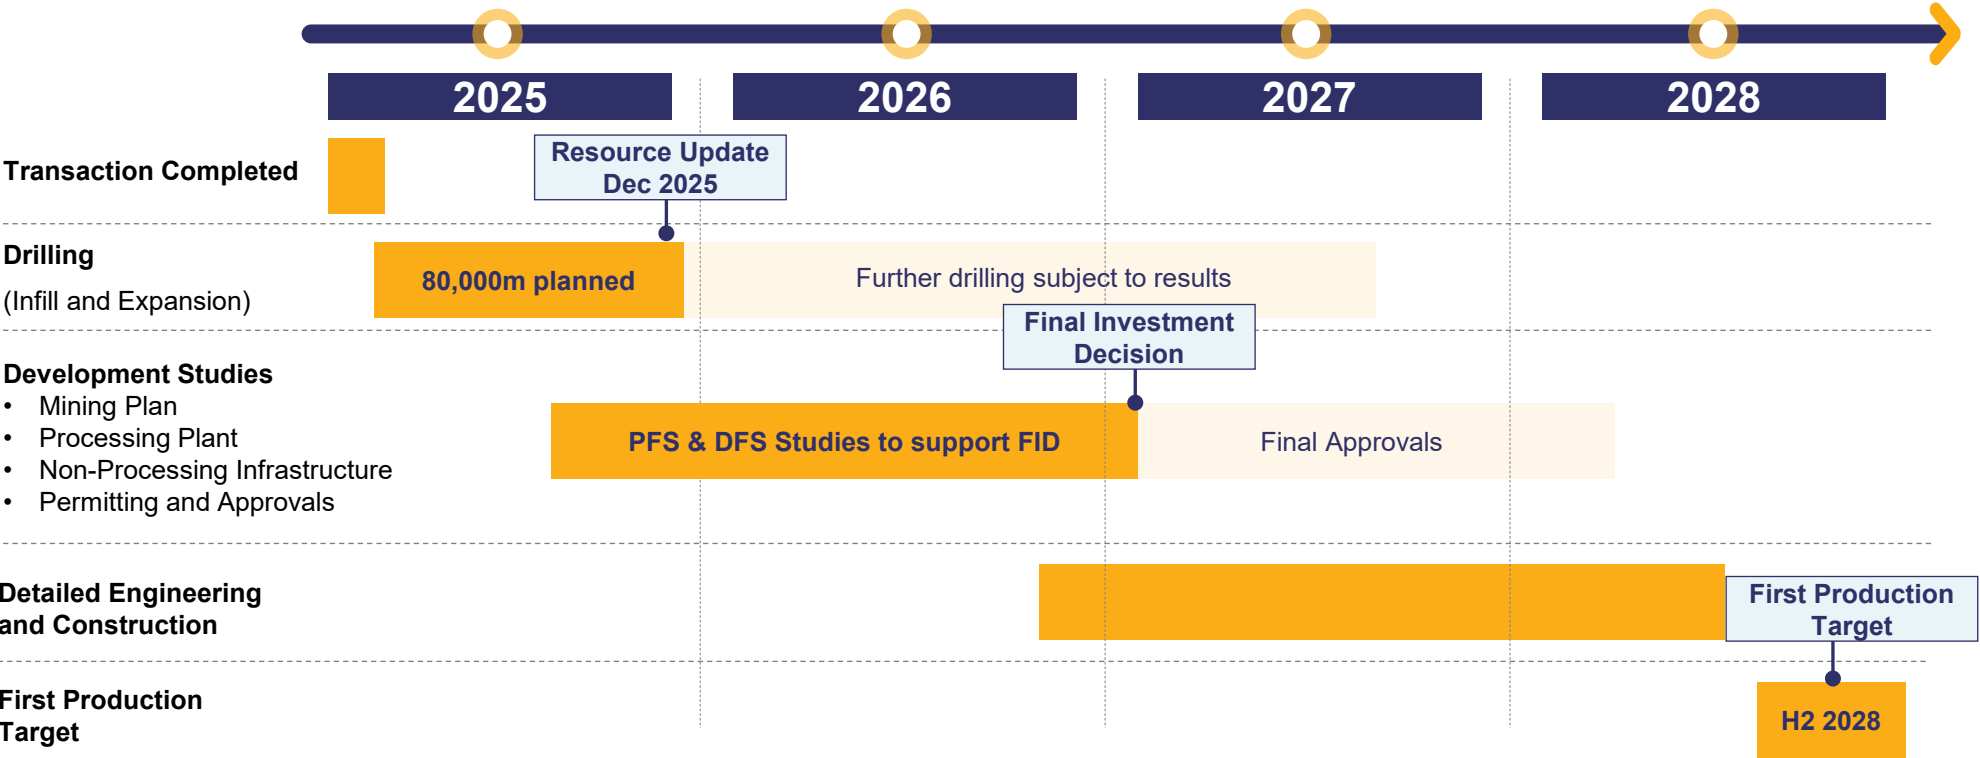 2025
2026
2027
2028
Transaction Completed
Resource Update
Dec 2025
Drilling
(Infill and Expansion)
80,000m planned
Further drilling subject to results
Final Investment
Decision
Development Studies
• Mining Plan
• Processing Plant
• Non-Processing Infrastructure
• Permitting and Approvals
PFS & DFS Studies to support FID
Final Approvals
Detailed Engineering
and Construction
First Production
Target
First Production
Target
H2 2028